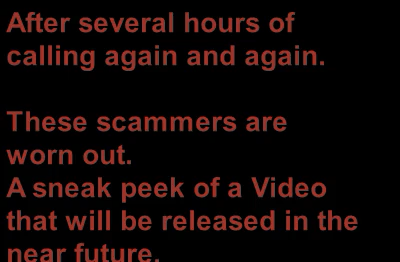 After several hours of
calling again and again.
These scammers are
worn out.
A sneak peek of a Video
that will be released in the
near future.